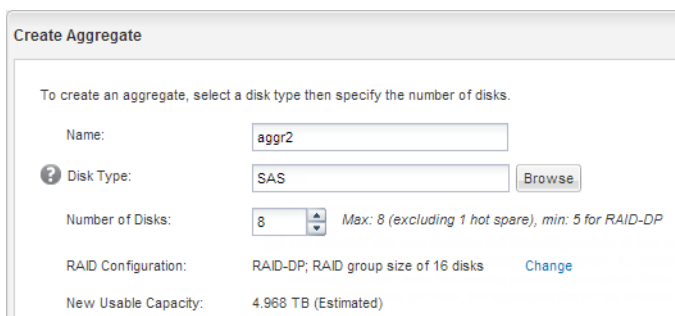 Create Aggregate
To create an aggregate, select a disk type then specify the number of disks.
Name: aggr2
? Disk Type: SAS Browse
Number of Disks: 8 Max: 8 (excluding 1 hot spare), min: 5 for RAID-DP
RAID Configuration: RAID-DP; RAID group size of 16 disks Change
New Usable Capacity: 4.968 TB (Estimated)